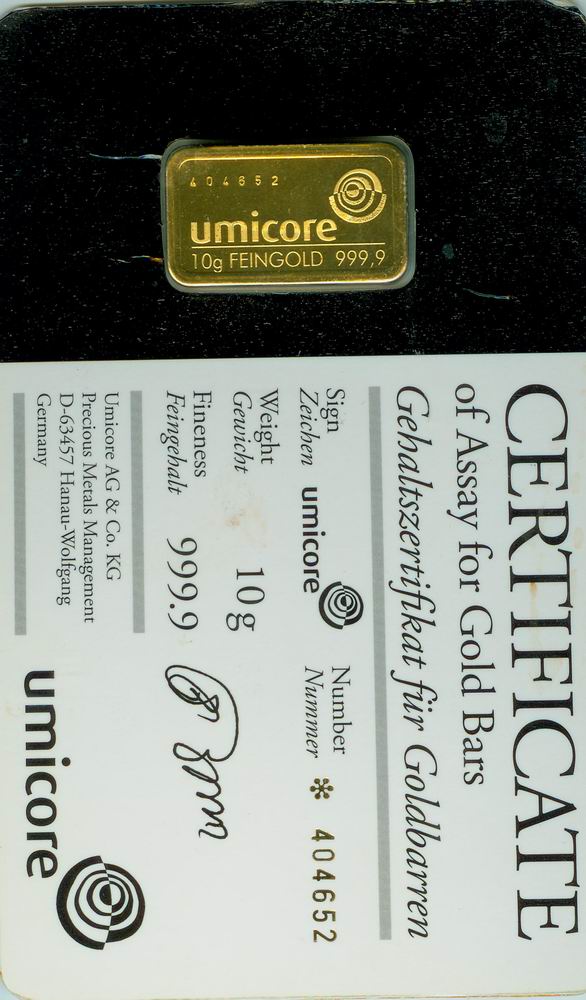 404652
umicore
10g FEINGOLD 999,9
CERTIFICATE
of Assay for Gold Bars
Gehaltszertifikat für Goldbarren
Sign
Zeichen umicore
Number
Nummer * 404652
Weight
Gewicht 10g
Fineness
Feingehalt 999.9
Umicore AG & Co. KG
Precious Metals Management
D-63457 Hanau-Wolfgang
Germany
umicore